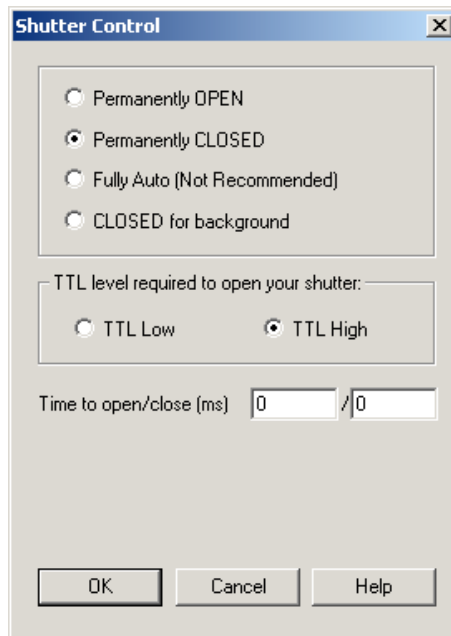 Shutter Control
Permanently OPEN
Permanently CLOSED
Fully Auto (Not Recommended)
CLOSED for background
TTL level required to open your shutter:
TTL Low TTL High
Time to open/close (ms) 0 / 0
OK Cancel Help